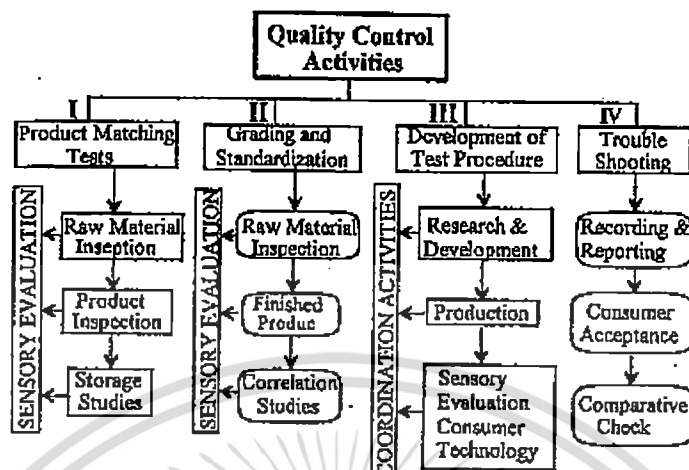 Quality Control
Activities
I
Product Matching
Tests
SENSORY EVALUATION
Raw Material
Insection
Product
Inspection
Storage
Studies
II
Grading and
Standardization
SENSORY EVALUATION
Raw Material
Inspection
Finished
Produc
Correlation
Studies
III
Development of
Test Procedure
COORDINATION ACTIVITIES
Research &
Development
Production
Sensory
Evaluation
Consumer
Technology
IV
Trouble
Shooting
Recording &
Reporting
Consumer
Acceptance
Comparative
Check